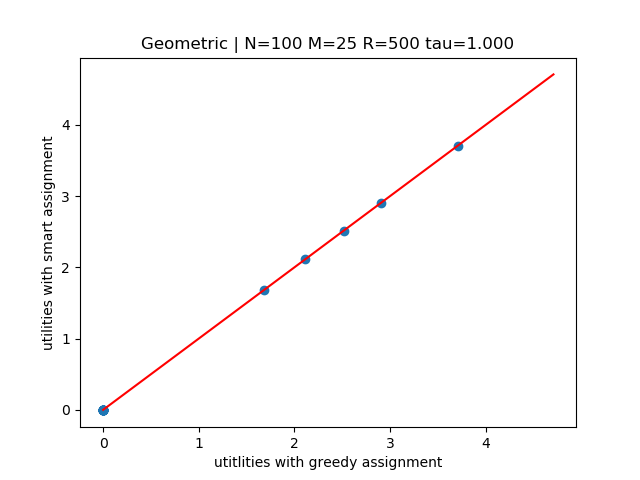 Geometric | N=100 M=25 R=500 tau=1.000
utilities with smart assignment
4
3
2
1
0
0 1 2 3 4
utitlities with greedy assignment